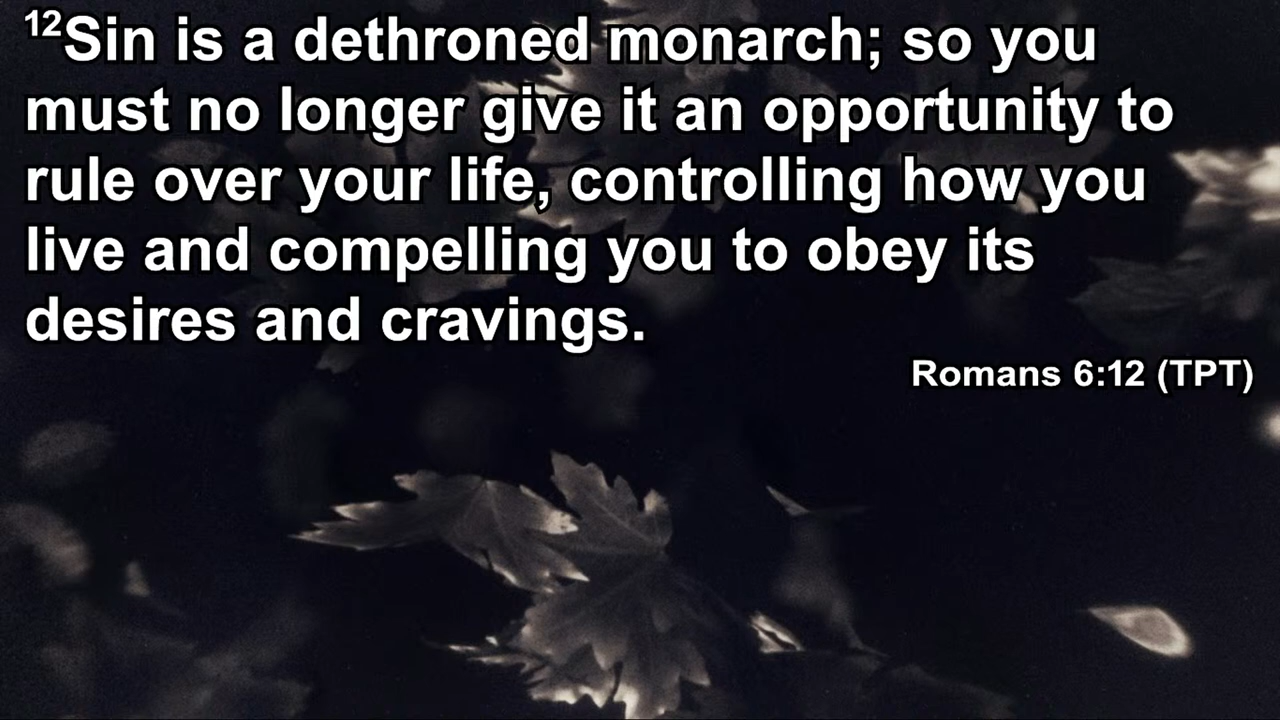 ¹²Sin is a dethroned monarch; so you
must no longer give it an opportunity to
rule over your life, controlling how you
live and compelling you to obey its
desires and cravings.
Romans 6:12 (TPT)